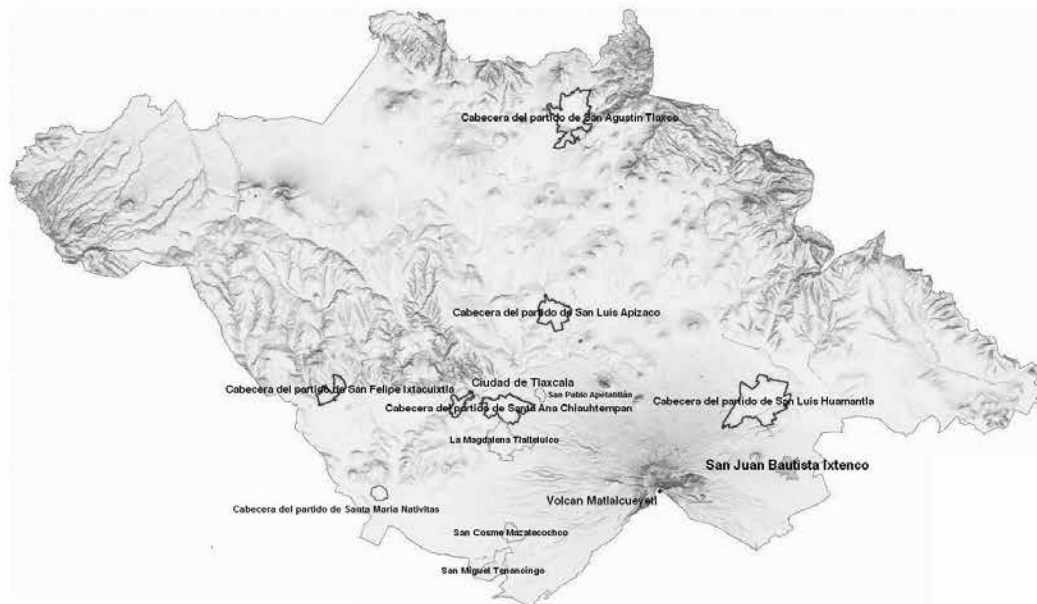 Cabecera del partido de San Agustín Tlaxco
Cabecera del partido de San Luis Apizaco
Ciudad de Tlaxcala
Cabecera del partido de San Felipe Ixtacuixtla
San Pablo Apetatitlán
Cabecera del partido de Santa Ana Chiauhtempan
Cabecera del partido de San Luis Huamantla
La Magdalena Tlaltelulco
San Juan Bautista Ixtenco
Volcan Matlalcueyetl
Cabecera del partido de Santa Maria Nativitas
San Cosme Mazatecochco
San Miguel Tenancingo